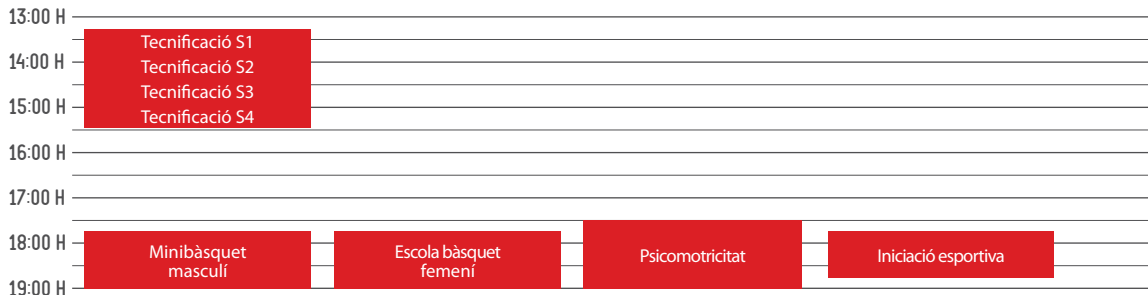 13:00 H
Tecnificació S1
14:00 H
Tecnificació S2
Tecnificació S3
15:00 H
Tecnificació S4
16:00 H
17:00 H
18:00 H
Minibàsquet
masculí
Escola bàsquet
femení
Psicomotricitat
Iniciació esportiva
19:00 H